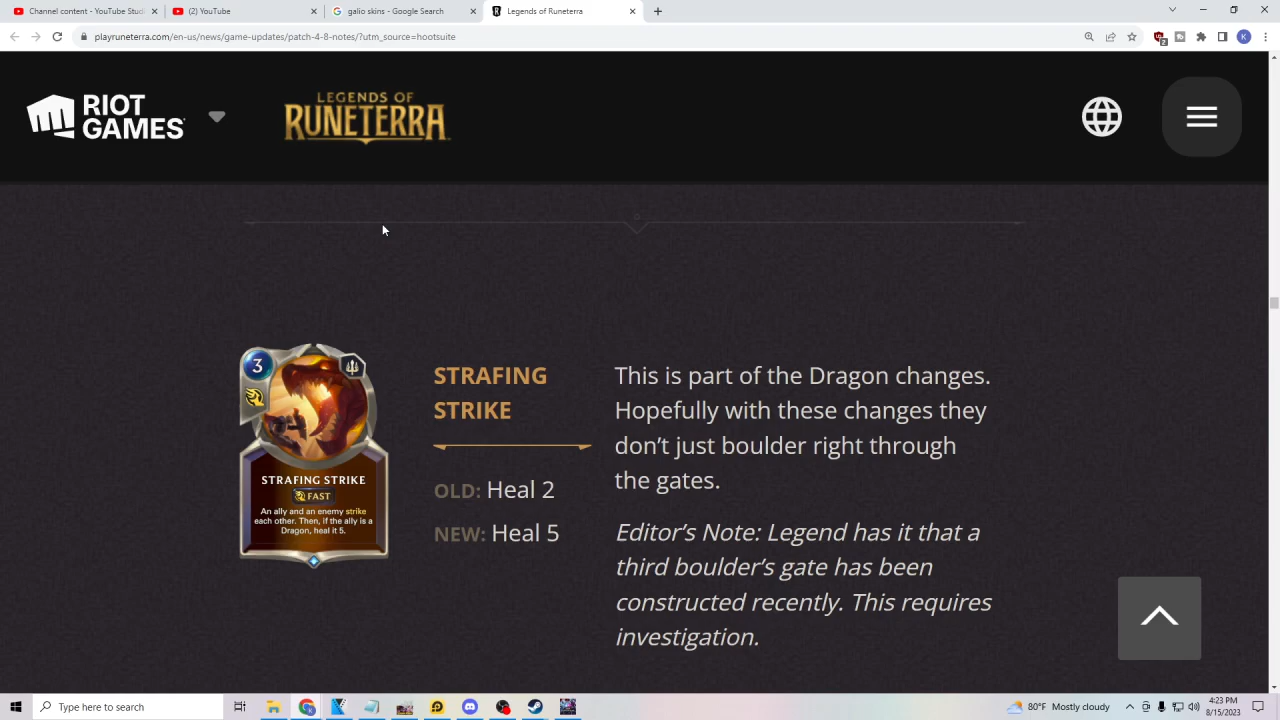 Channel content - YouTube Stud
(2) YouTube
galio skins - Google Search
Legends of Runeterra
playruneterra.com/en-us/news/game-updates/patch-4-8-notes/?utm_source=hootsuite
2
K
RIOT
GAMES
LEGENDS OF
RUNETERRA
3
STRAFING STRIKE
FAST
An ally and an enemy strike
each other. Then, if the ally is a
Dragon, heal it 5.
STRAFING
STRIKE
OLD: Heal 2
NEW: Heal 5
This is part of the Dragon changes.
Hopefully with these changes they
don’t just boulder right through
the gates.
Editor’s Note: Legend has it that a
third boulder’s gate has been
constructed recently. This requires
investigation.
Type here to search
80°F Mostly cloudy
4:23 PM
8/15/2023